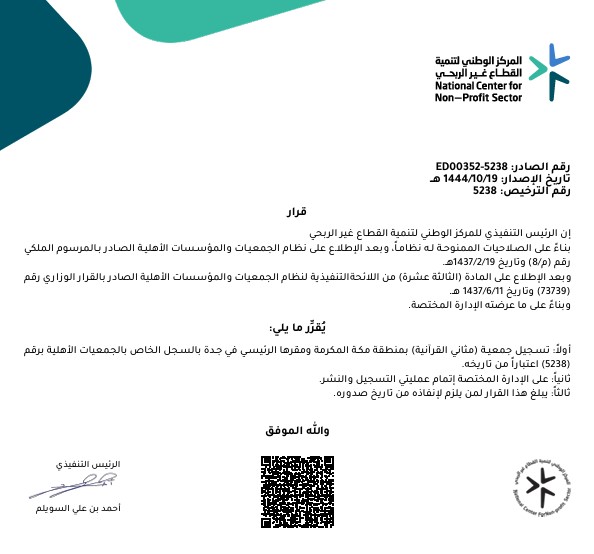 المركز الوطني لتنمية
القطاع غير الربحي
National Center for
Non–Profit Sector
رقم الصادر: ED00352-5238
تاريخ الإصدار: 1444/10/19 هـ
رقم الترخيص: 5238
قرار
إن الرئيس التنفيذي للمركز الوطني لتنمية القطاع غير الربحي
بناءً على الصلاحيات الممنوحة له نظاماً، وبعد الإطلاع على نظام الجمعيات والمؤسسات الأهلية الصادر بالمرسوم الملكي
رقم (م/8) وتاريخ 1437/2/19هـ.
وبعد الإطلاع على المادة (الثالثة عشرة) من اللائحةالتنفيذية لنظام الجمعيات والمؤسسات الأهلية الصادر بالقرار الوزاري رقم
(73739) وتاريخ 1437/6/11 هـ.
وبناءً على ما عرضته الإدارة المختصة.
يُقرِّر ما يلي:
أولاً: تسجيل جمعية (مثاني القرآنية) بمنطقة مكة المكرمة ومقرها الرئيسي في جدة بالسجل الخاص بالجمعيات الأهلية برقم
(5238) اعتباراً من تاريخه.
ثانياً: على الإدارة المختصة إتمام عمليتي التسجيل والنشر.
ثالثاً: يبلغ هذا القرار لمن يلزم لإنفاذه من تاريخ صدوره.
والله الموفق
الرئيس التنفيذي
أحمد بن علي السويلم
المركز الوطني لتنمية القطاع غير الربحي
National Center For Non-profit Sector